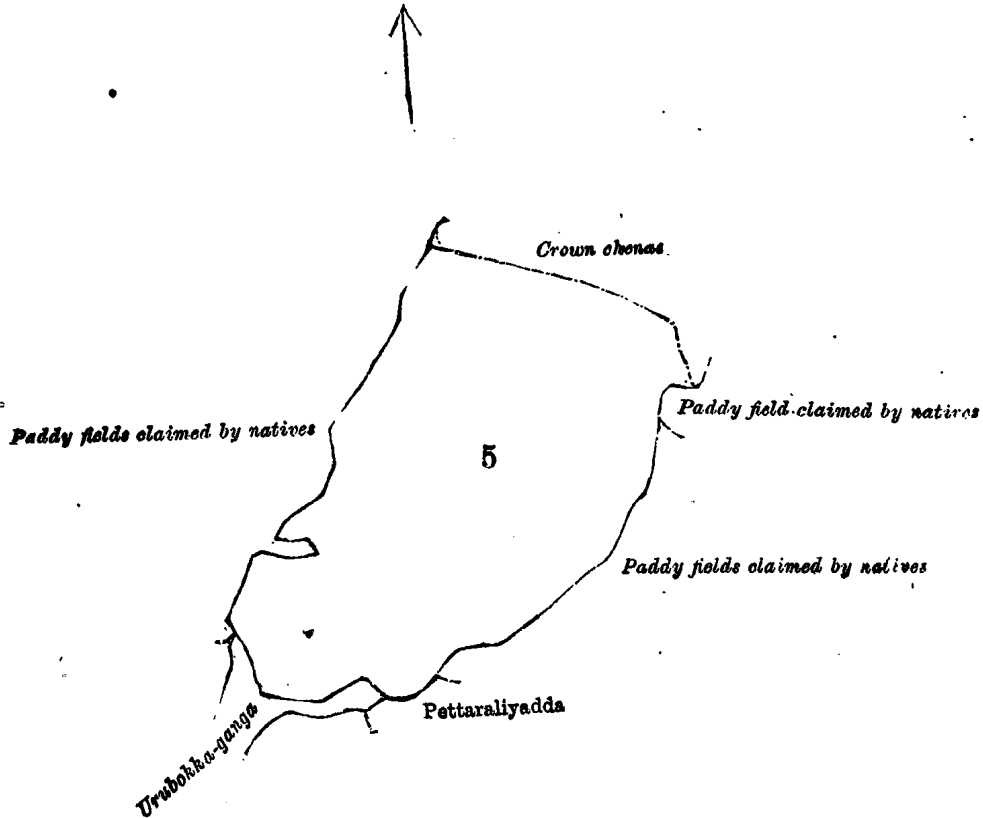 Crown chenas
Paddy field claimed by natives
Paddy fields claimed by natives
5
Paddy fields claimed by natives
Pettaraliyadda
Urubokka-ganga